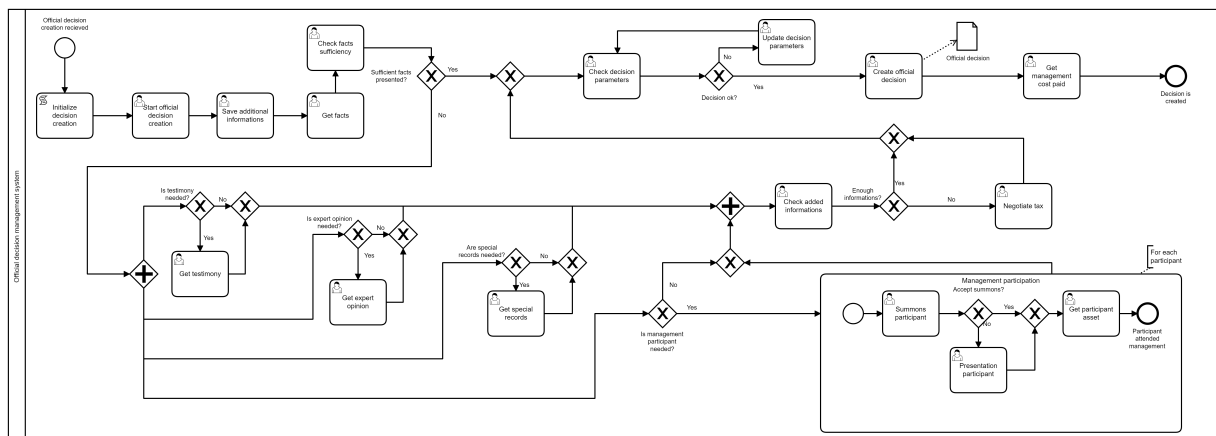 Official decision management system
Official decision
creation recieved
Initialize
decision
creation
Start official
decision
creation
Save additional
informations
Get facts
Check facts
sufficiency
Sufficient facts
presented?
Yes
No
Check decision
parameters
Update decision
parameters
No
Decision ok?
Yes
Create official
decision
Official decision
Get
management
cost paid
Decision is
created
Is testimony
needed?
No
Yes
Get testimony
Is expert opinion
needed?
No
Yes
Get expert
opinion
Are special
records needed?
No
Yes
Get special
records
Is management
participant
needed?
No
Yes
Check added
informations
Enough
informations?
Yes
No
Negotiate tax
For each
participant
Management participation
Summons
participant
Accept summons?
Yes
No
Presentation
participant
Get participant
asset
Participant
attended
management